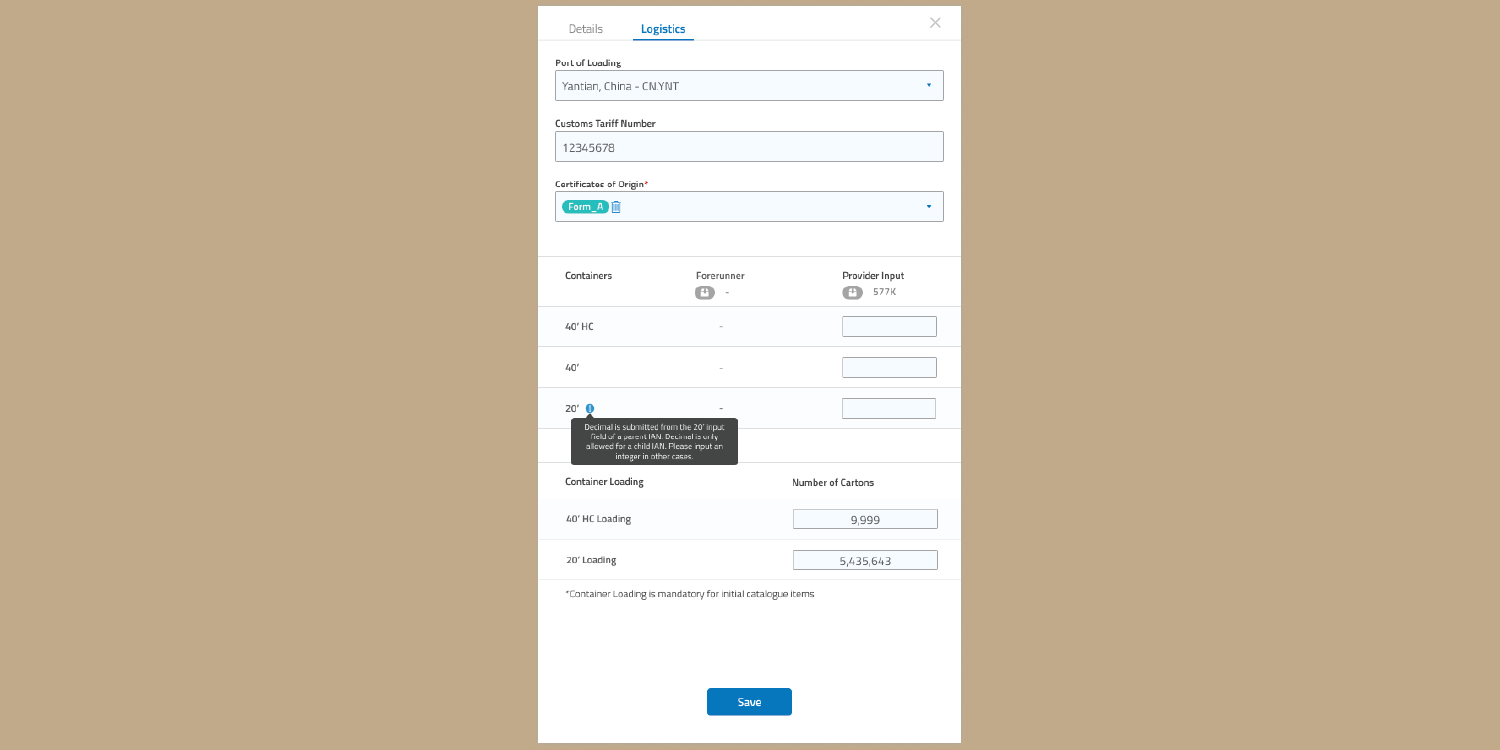 Details
Logistics
Port of Loading
Yantian, China - CN.YNT
Customs Tariff Number
12345678
Certificates of Origin*
Form_A
Containers
Forerunner
Provider Input
-
577K
40' HC
-
40'
-
20'
-
Decimal is submitted from the 20' input
field of a parent IAN. Decimal is only
allowed for a child IAN. Please input an
integer in other cases.
Container Loading
Number of Cartons
40' HC Loading
9,999
20' Loading
5,435,643
*Container Loading is mandatory for initial catalogue items
Save